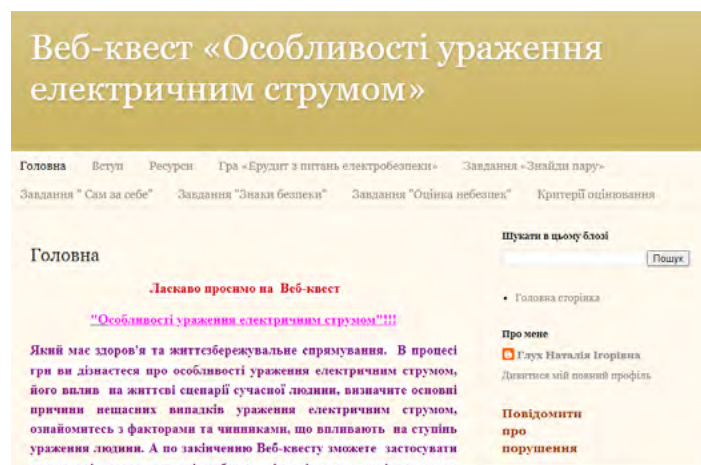 Веб-квест «Особливості ураження
електричним струмом»
Головна Вступ Ресурси Гра «Ерудит з питань електробезпеки» Завдання «Знайди пару»
Завдання " Сам за себе" Завдання "Знаки безпеки" Завдання "Оцінка небезпек" Критерії оцінювання
Головна
Ласкаво просимо на Веб-квест
"Особливості ураження електричним струмом"!!!
Який має здоров'я та життєзбережувальне спрямування. В процесі
гри ви дізнаєтеся про особливості ураження електричним струмом,
його вплив на життєві сценарії сучасної людини, визначите основні
причини нещасних випадків ураження електричним струмом,
ознайомитесь з факторами та чинниками, що впливають на ступінь
ураження людини. А по закінченню Веб-квесту зможете застосувати
Шукати в цьому блозі
Пошук
Головна сторінка
Про мене
Глух Наталія Ігорівна
Дивитися мій повний профіль
Повідомити
про
порушення